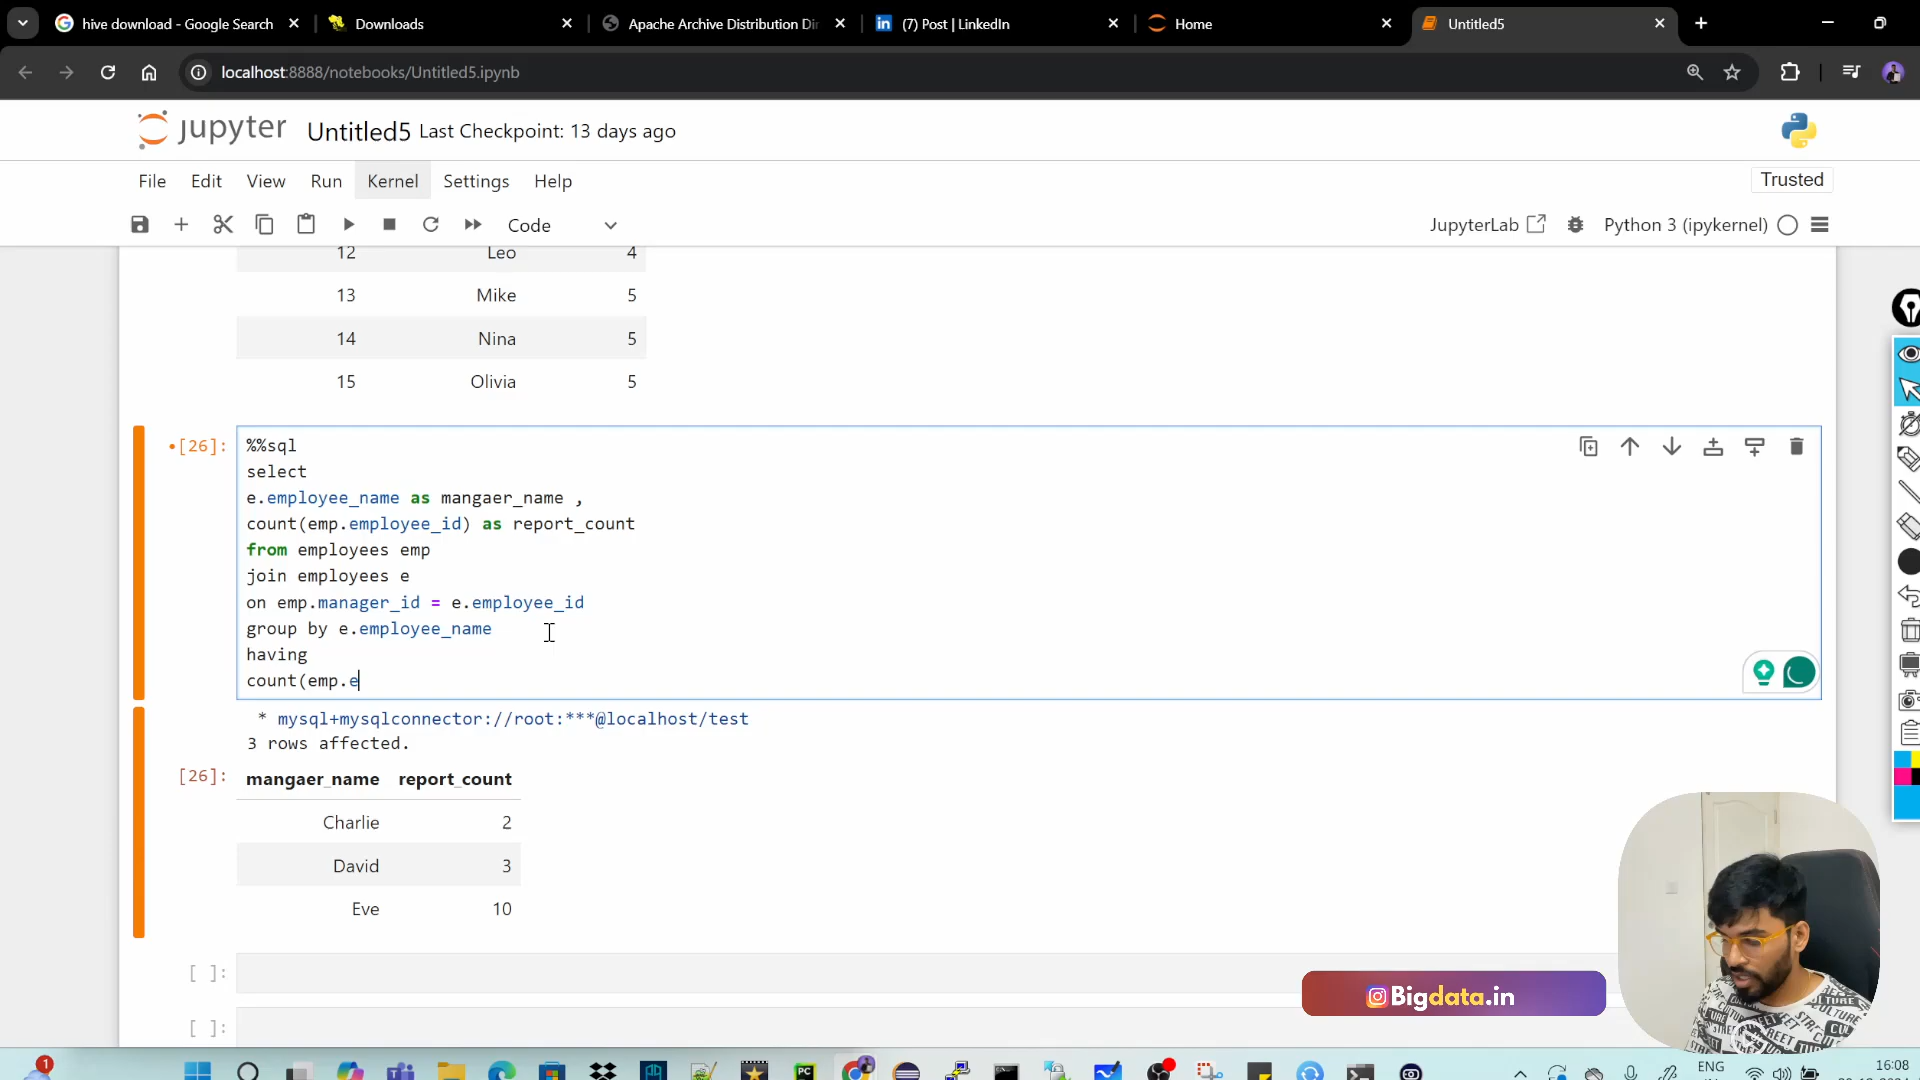 hive download - Google Search
Downloads
Apache Archive Distribution Dir
(7) Post | LinkedIn
Home
Untitled5
localhost:8888/notebooks/Untitled5.ipynb
jupyter Untitled5 Last Checkpoint: 13 days ago
File Edit View Run Kernel Settings Help
Trusted
Code
JupyterLab
Python 3 (ipykernel)
12 Leo 4
13 Mike 5
14 Nina 5
15 Olivia 5
•[26]:
%%sql
select
e.employee_name as mangaer_name ,
count(emp.employee_id) as report_count
from employees emp
join employees e
on emp.manager_id = e.employee_id
group by e.employee_name
having
count(emp.e
* mysql+mysqlconnector://root:***@localhost/test
3 rows affected.
[26]: mangaer_name report_count
Charlie 2
David 3
Eve 10
[ ]:
[ ]:
Bigdata.in
1
ENG
16:08